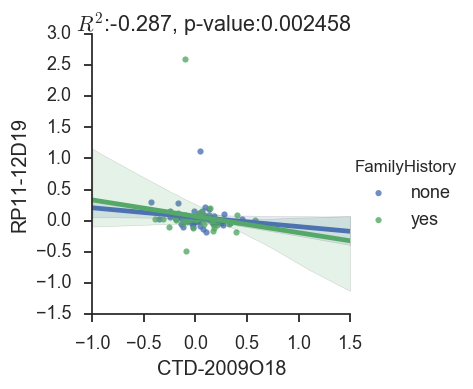 R²:-0.287, p-value:0.002458
3.0
2.5
2.0
1.5
1.0
0.5
0.0
−0.5
−1.0
−1.5
RP11-12D19
−1.0 −0.5 0.0 0.5 1.0 1.5
CTD-2009O18
FamilyHistory
none
yes